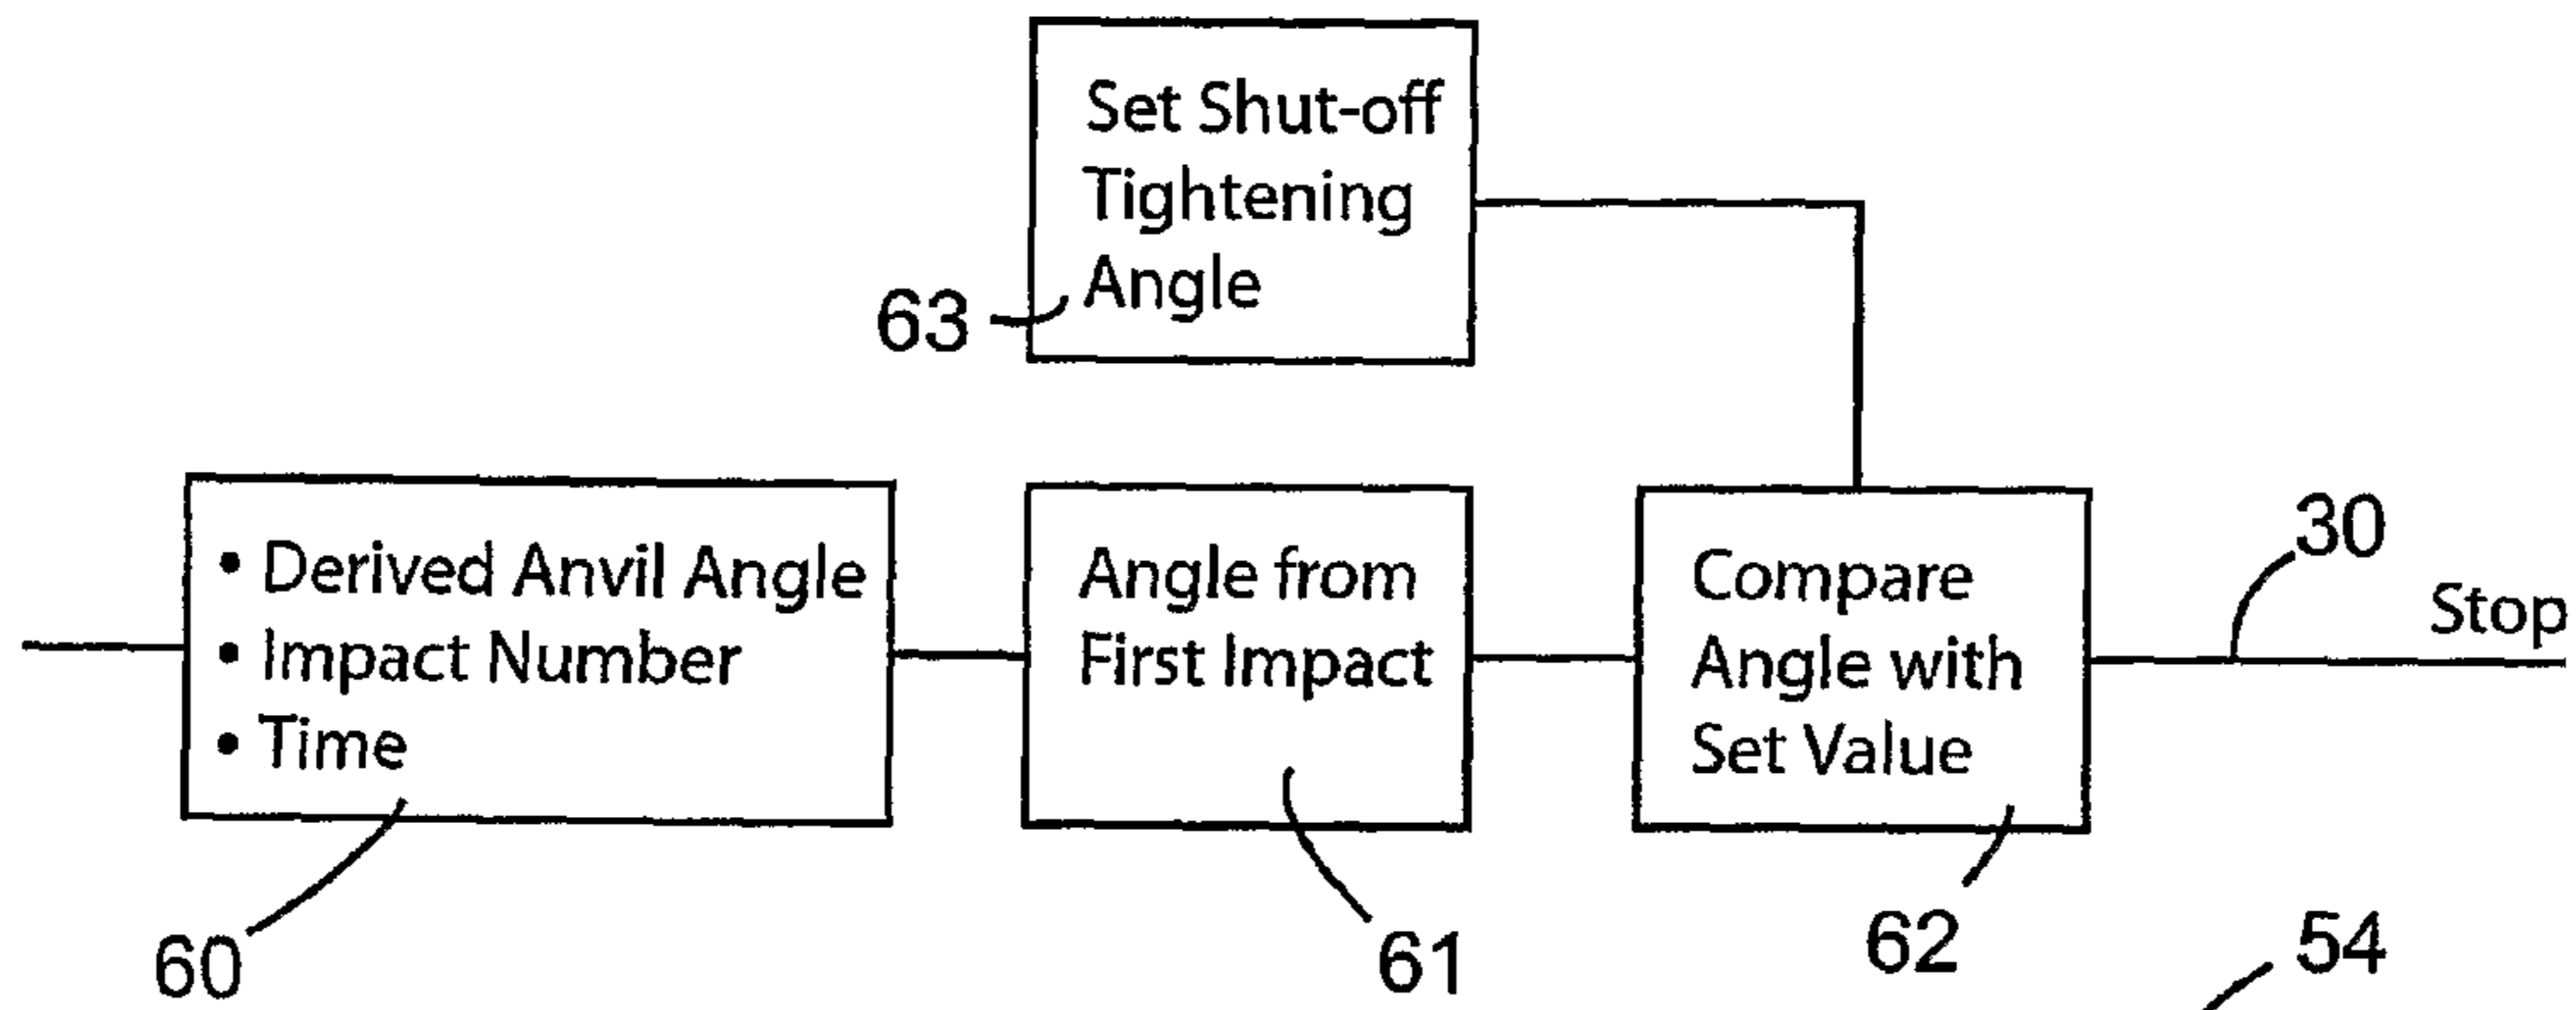 Set Shut-off
Tightening
Angle
63
• Derived Anvil Angle
• Impact Number
• Time
60
Angle from
First Impact
61
Compare
Angle with
Set Value
62
30
Stop
54